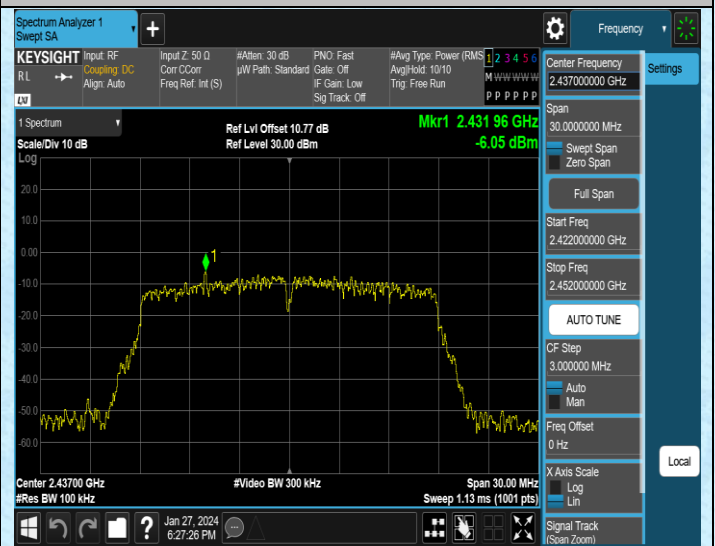 Spectrum Analyzer 1
Swept SA
Frequency
KEYSIGHT
RL
LXI
Input: RF
Coupling: DC
Align: Auto
Input Z: 50 Ω
Corr CCorr
Freq Ref: Int (S)
#Atten: 30 dB
µW Path: Standard
PNO: Fast
Gate: Off
IF Gain: Low
Sig Track: Off
#Avg Type: Power (RMS
Avg|Hold: 10/10
Trig: Free Run
1 2 3 4 5 6
M W W W W W
P P P P P P
1 Spectrum
Scale/Div 10 dB
Log
Ref Lvl Offset 10.77 dB
Ref Level 30.00 dBm
Mkr1 2.431 96 GHz
-6.05 dBm
20.0
10.0
0.00
-10.0
-20.0
-30.0
-40.0
-50.0
-60.0
1
Center 2.43700 GHz
#Res BW 100 kHz
#Video BW 300 kHz
Span 30.00 MHz
Sweep 1.13 ms (1001 pts)
Center Frequency
2.437000000 GHz
Span
30.0000000 MHz
Swept Span
Zero Span
Full Span
Start Freq
2.422000000 GHz
Stop Freq
2.452000000 GHz
AUTO TUNE
CF Step
3.000000 MHz
Auto
Man
Freq Offset
0 Hz
X Axis Scale
Log
Lin
Signal Track
(Span Zoom)
Settings
Local
?
Jan 27, 2024
6:27:26 PM